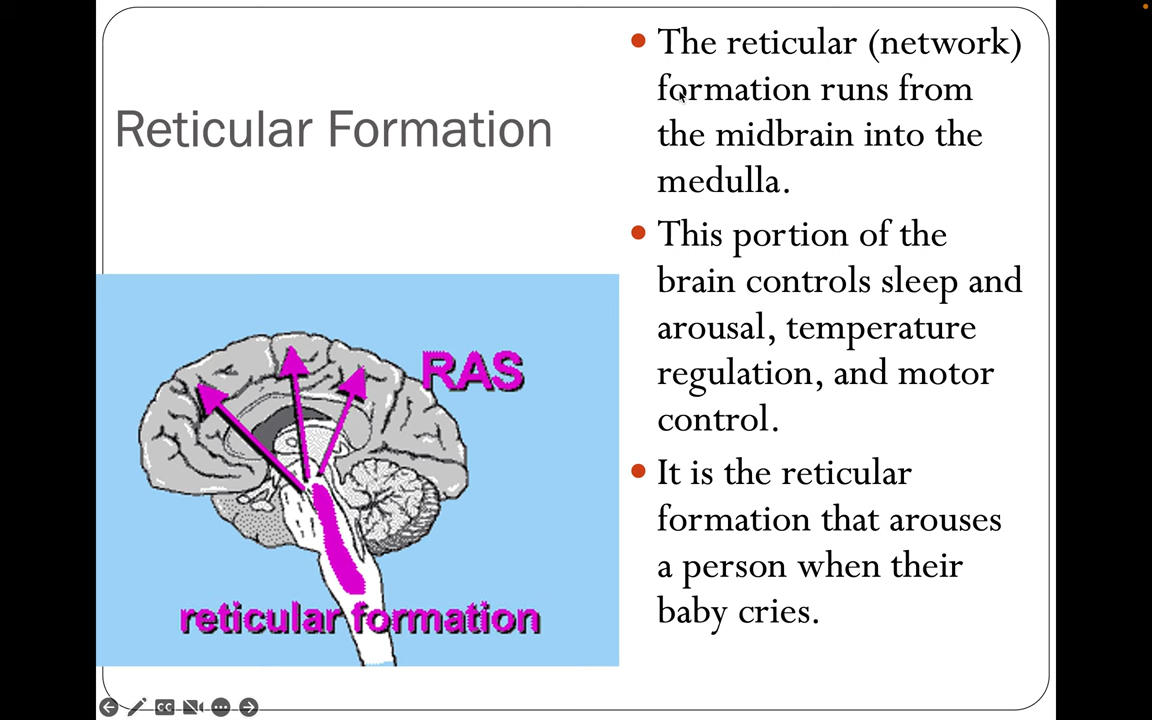 Reticular Formation
The reticular (network)
formation runs from
the midbrain into the
medulla.
This portion of the
brain controls sleep and
arousal, temperature
regulation, and motor
control.
It is the reticular
formation that arouses
a person when their
baby cries.
RAS
reticular formation
CC